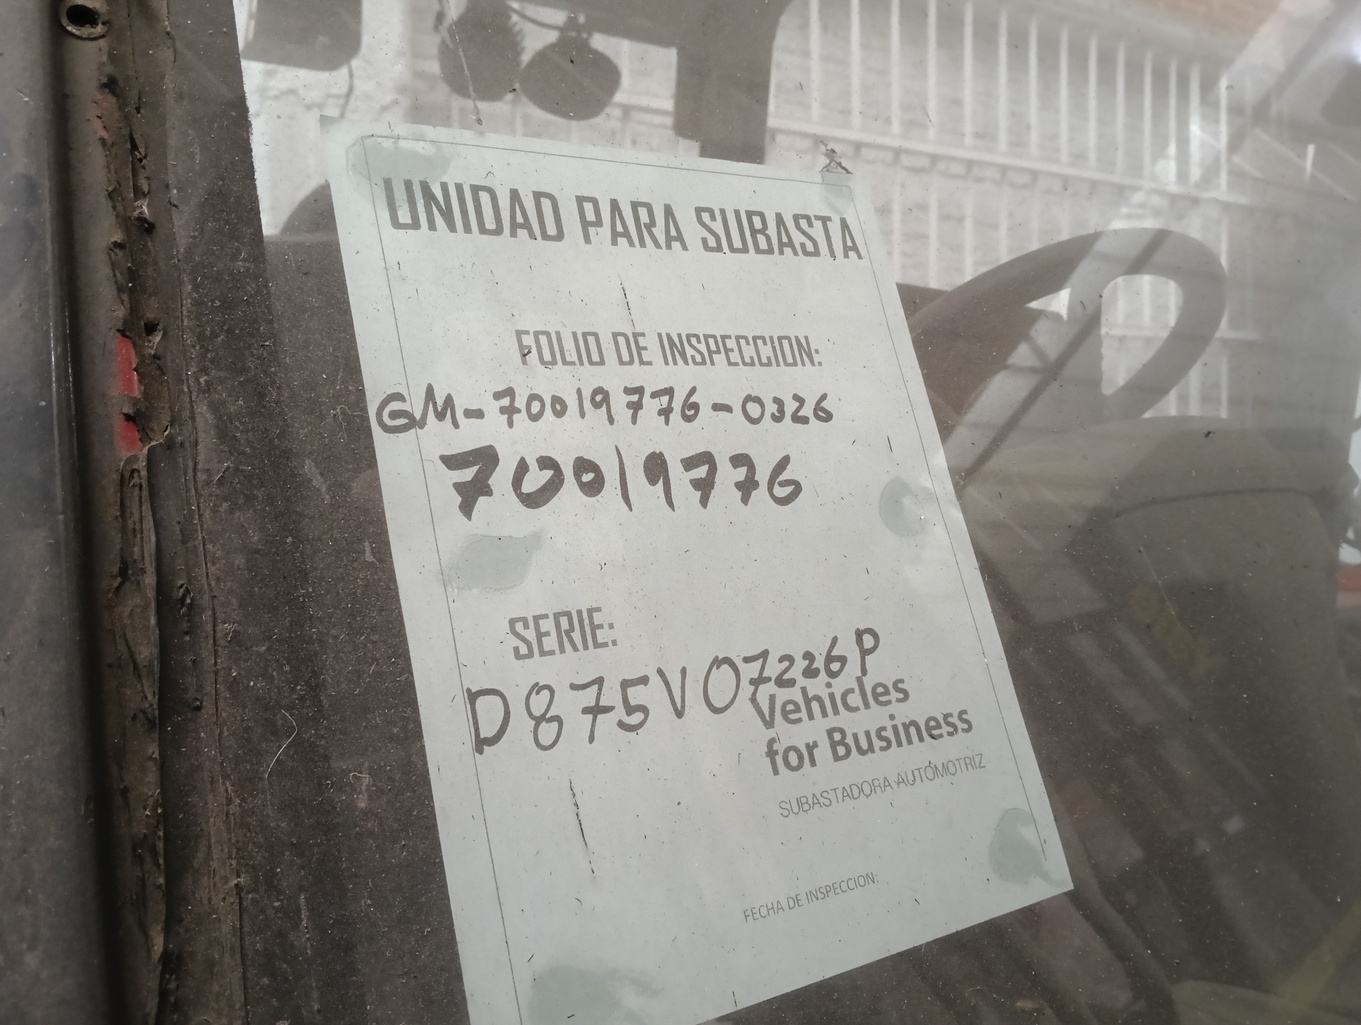 UNIDAD PARA SUBASTA
FOLIO DE INSPECCION:
GM-70019776-0326
70019776
SERIE:
D875V07226P
Vehicles
for Business
SUBASTADORA AUTOMOTRIZ
FECHA DE INSPECCION: